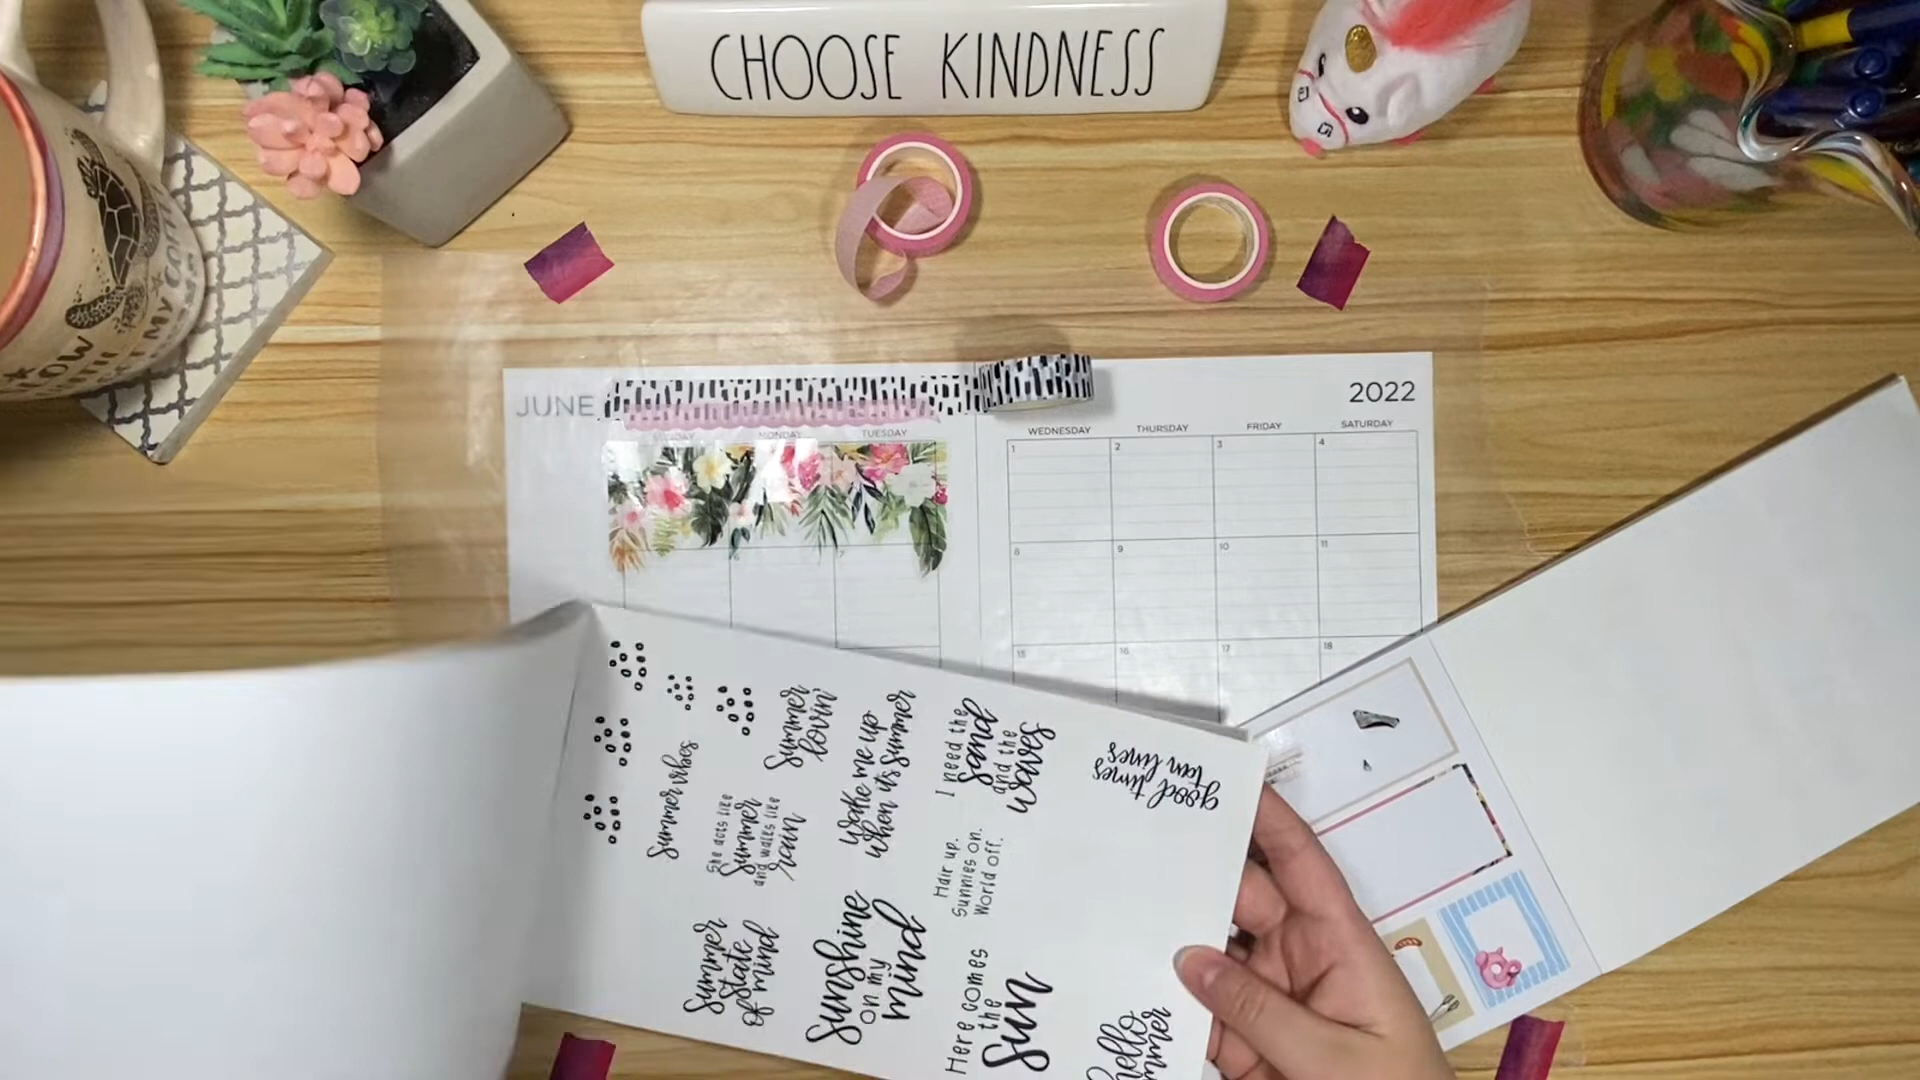 CHOOSE KINDNESS
JUNE
2022
MONDAY
TUESDAY
WEDNESDAY
THURSDAY
FRIDAY
SATURDAY
1
2
3
4
6
7
8
9
10
11
15
16
17
18
Summer vibes
Summer
lovin'
She acts like
Summer
and walks like
rain
Wake me up
when it's Summer
I need the
Sand
and the
Waves
good times
tan lines
Summer
State
of mind
Sunshine
on my
mind
Hair up.
Sunnies on.
World off.
Here comes
the
Sun
hello